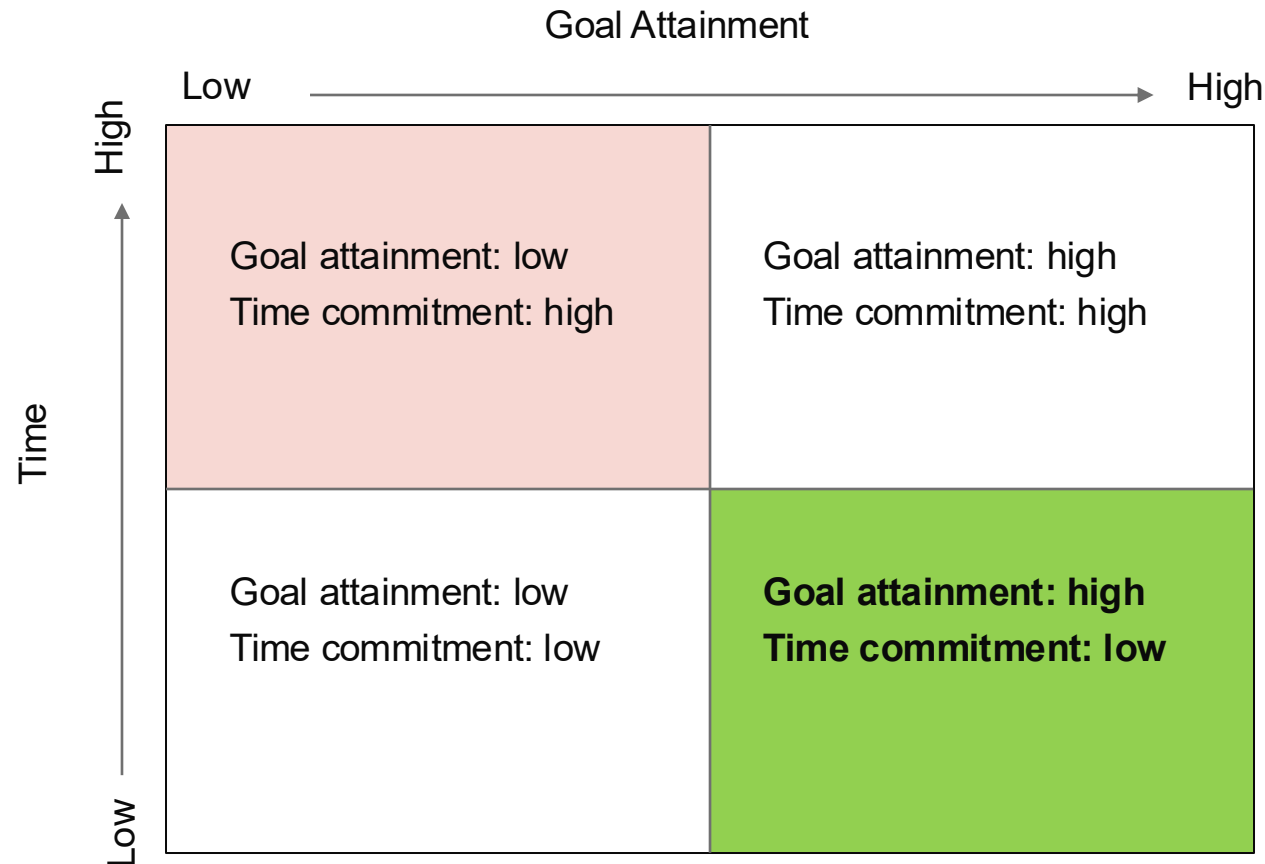 Goal Attainment
Low
High
High
Goal attainment: low
Time commitment: high
Goal attainment: high
Time commitment: high
Time
Goal attainment: low
Time commitment: low
Goal attainment: high
Time commitment: low
Low